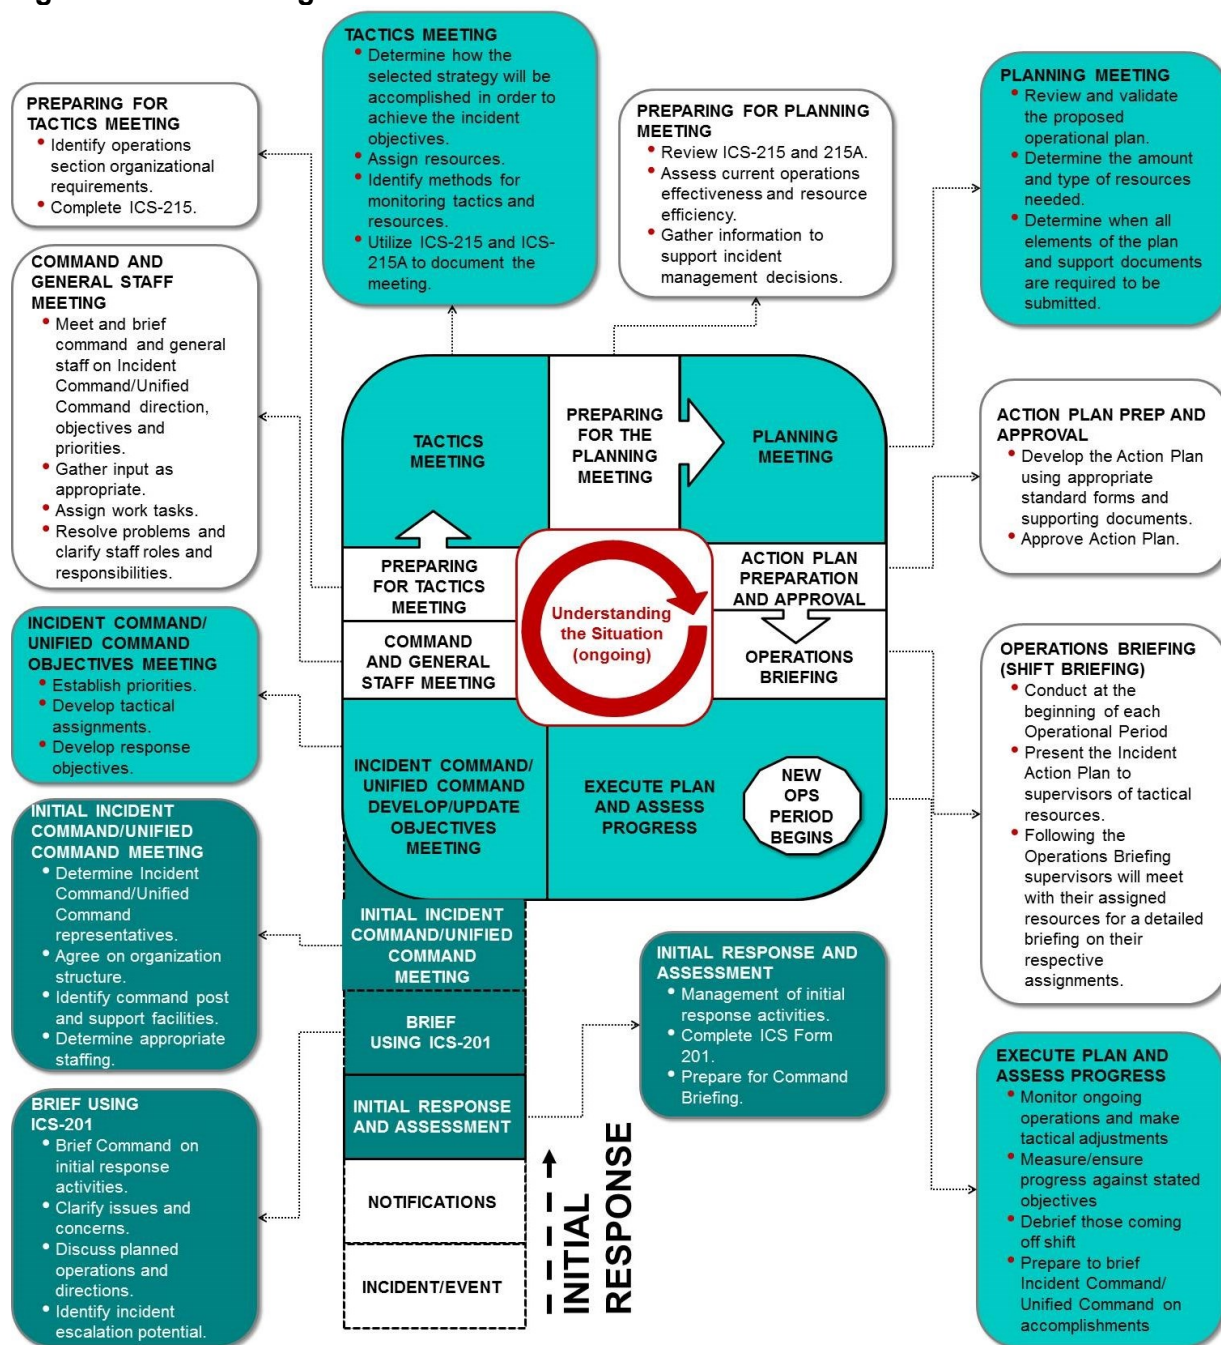 TACTICS MEETING
• Determine how the
selected strategy will be
accomplished in order to
achieve the incident
objectives.
• Assign resources.
• Identify methods for
monitoring tactics and
resources.
• Utilize ICS-215 and ICS-
215A to document the
meeting.
PREPARING FOR
TACTICS MEETING
• Identify operations
section organizational
requirements.
• Complete ICS-215.
PREPARING FOR PLANNING
MEETING
• Review ICS-215 and 215A.
• Assess current operations
effectiveness and resource
efficiency.
• Gather information to
support incident
management decisions.
PLANNING MEETING
• Review and validate
the proposed
operational plan.
• Determine the amount
and type of resources
needed.
• Determine when all
elements of the plan
and support documents
are required to be
submitted.
COMMAND AND
GENERAL STAFF
MEETING
• Meet and brief
command and general
staff on Incident
Command/Unified
Command direction,
objectives and
priorities.
• Gather input as
appropriate.
• Assign work tasks.
• Resolve problems and
clarify staff roles and
responsibilities.
ACTION PLAN PREP AND
APPROVAL
• Develop the Action Plan
using appropriate
standard forms and
supporting documents.
• Approve Action Plan.
TACTICS
MEETING
PREPARING
FOR THE
PLANNING
MEETING
PLANNING
MEETING
PREPARING
FOR TACTICS
MEETING
COMMAND
AND GENERAL
STAFF MEETING
Understanding
the Situation
(ongoing)
ACTION PLAN
PREPARATION
AND APPROVAL
OPERATIONS
BRIEFING
INCIDENT COMMAND/
UNIFIED COMMAND
DEVELOP/UPDATE
OBJECTIVES
MEETING
EXECUTE PLAN
AND ASSESS
PROGRESS
NEW
OPS
PERIOD
BEGINS
INCIDENT COMMAND/
UNIFIED COMMAND
OBJECTIVES MEETING
• Establish priorities.
• Develop tactical
assignments.
• Develop response
objectives.
OPERATIONS BRIEFING
(SHIFT BRIEFING)
• Conduct at the
beginning of each
Operational Period
• Present the Incident
Action Plan to
supervisors of tactical
resources.
• Following the
Operations Briefing
supervisors will meet
with their assigned
resources for a detailed
briefing on their
respective
assignments.
INITIAL INCIDENT
COMMAND/UNIFIED
COMMAND MEETING
• Determine Incident
Command/Unified
Command
representatives.
• Agree on organization
structure.
• Identify command post
and support facilities.
• Determine appropriate
staffing.
INITIAL INCIDENT
COMMAND/UNIFIED
COMMAND
MEETING
BRIEF
USING ICS-201
INITIAL RESPONSE
AND ASSESSMENT
NOTIFICATIONS
INCIDENT/EVENT
INITIAL
RESPONSE
INITIAL RESPONSE AND
ASSESSMENT
• Management of initial
response activities.
• Complete ICS Form
201.
• Prepare for Command
Briefing.
BRIEF USING
ICS-201
• Brief Command on
initial response
activities.
• Clarify issues and
concerns.
• Discuss planned
operations and
directions.
• Identify incident
escalation potential.
EXECUTE PLAN AND
ASSESS PROGRESS
• Monitor ongoing
operations and make
tactical adjustments
• Measure/ensure
progress against stated
objectives
• Debrief those coming
off shift
• Prepare to brief
Incident Command/
Unified Command on
accomplishments